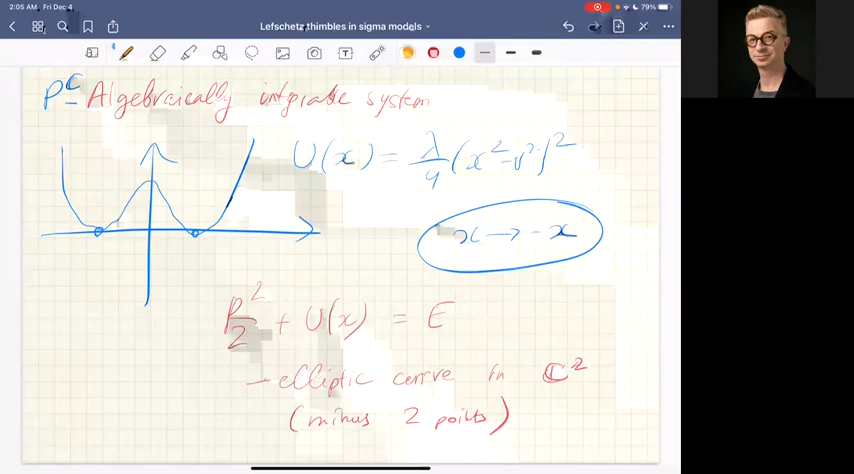 2:05 AM Fri Dec 4
79%
Lefschetz thimbles in sigma models
P^C - Algebraically integrable system
U(x) = λ/4 (x² - v²)²
x → -x
p²/2 + U(x) = E
- elliptic curve in ℂ²
(minus 2 points)